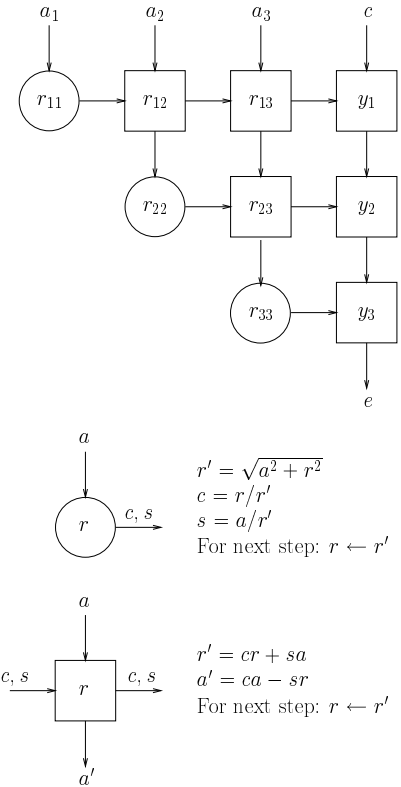 a₁ a₂ a₃ c
r₁₁ r₁₂ r₁₃ y₁
r₂₂ r₂₃ y₂
r₃₃ y₃
e
a
r′ = √(a² + r²)
c = r/r′
r c, s
s = a/r′
For next step: r ← r′
a
c, s r c, s
r′ = cr + sa
a′ = ca − sr
For next step: r ← r′
a′